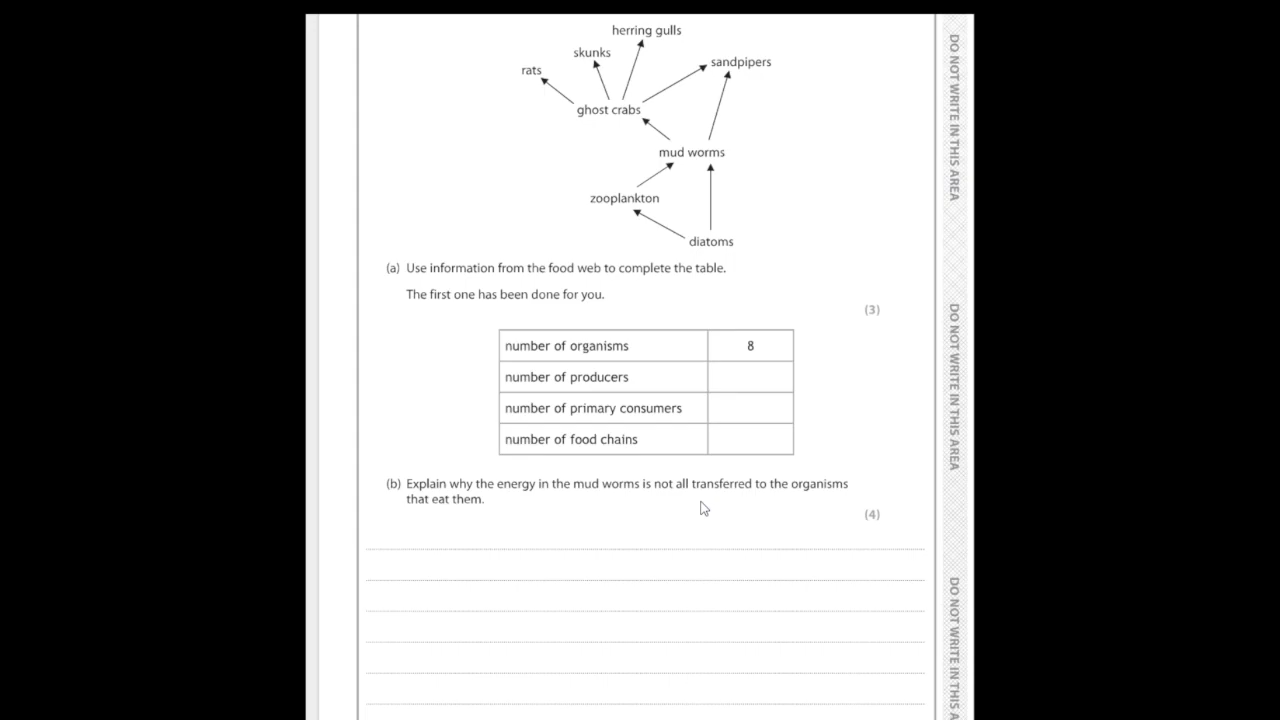 herring gulls
skunks
sandpipers
rats
ghost crabs
mud worms
zooplankton
diatoms
(a) Use information from the food web to complete the table.
The first one has been done for you.
(3)
number of organisms 8
number of producers
number of primary consumers
number of food chains
(b) Explain why the energy in the mud worms is not all transferred to the organisms
that eat them.
(4)
DO NOT WRITE IN THIS AREA
DO NOT WRITE IN THIS AREA
DO NOT WRITE IN THIS A